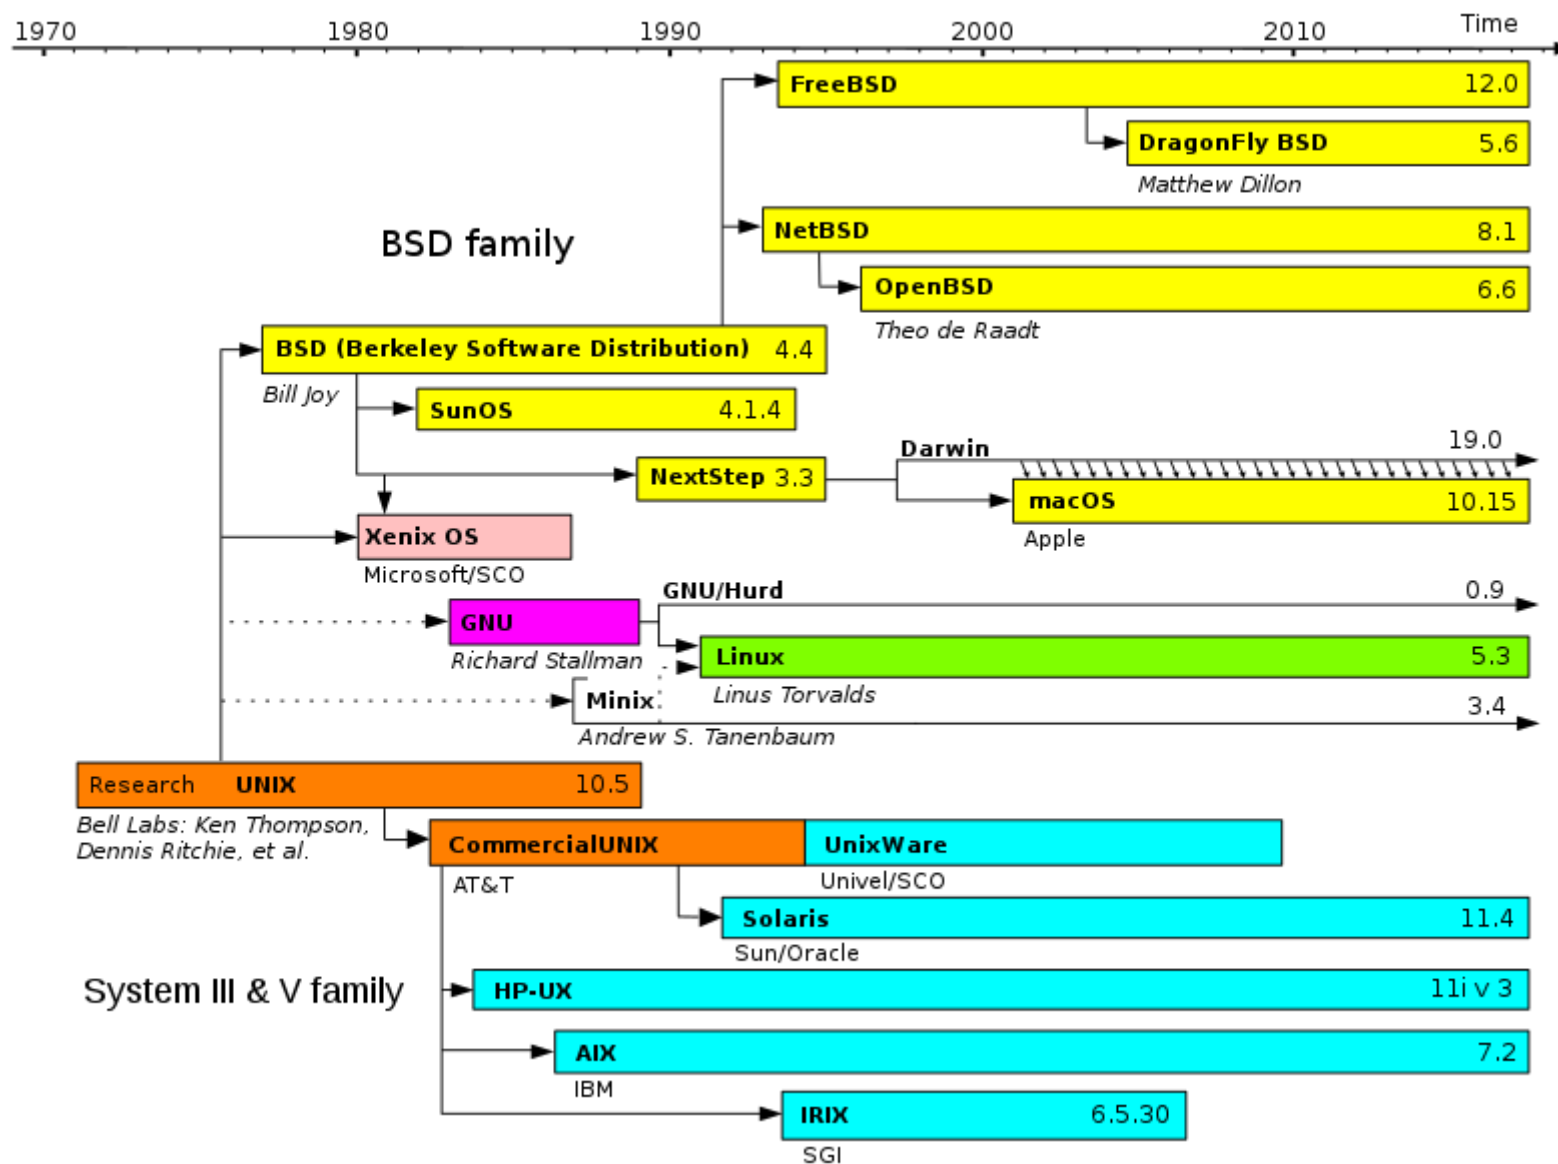 1970 1980 1990 2000 2010 Time
FreeBSD 12.0
DragonFly BSD 5.6
Matthew Dillon
NetBSD 8.1
BSD family
OpenBSD 6.6
Theo de Raadt
BSD (Berkeley Software Distribution) 4.4
Bill Joy
SunOS 4.1.4
Darwin 19.0
NextStep 3.3
macOS 10.15
Apple
Xenix OS
Microsoft/SCO
GNU/Hurd 0.9
GNU
Richard Stallman
Linux 5.3
Linus Torvalds
Minix 3.4
Andrew S. Tanenbaum
Research UNIX 10.5
Bell Labs: Ken Thompson,
Dennis Ritchie, et al.
CommercialUNIX UnixWare
AT&T Univel/SCO
Solaris 11.4
Sun/Oracle
System III & V family
HP-UX 11i v 3
AIX 7.2
IBM
IRIX 6.5.30
SGI